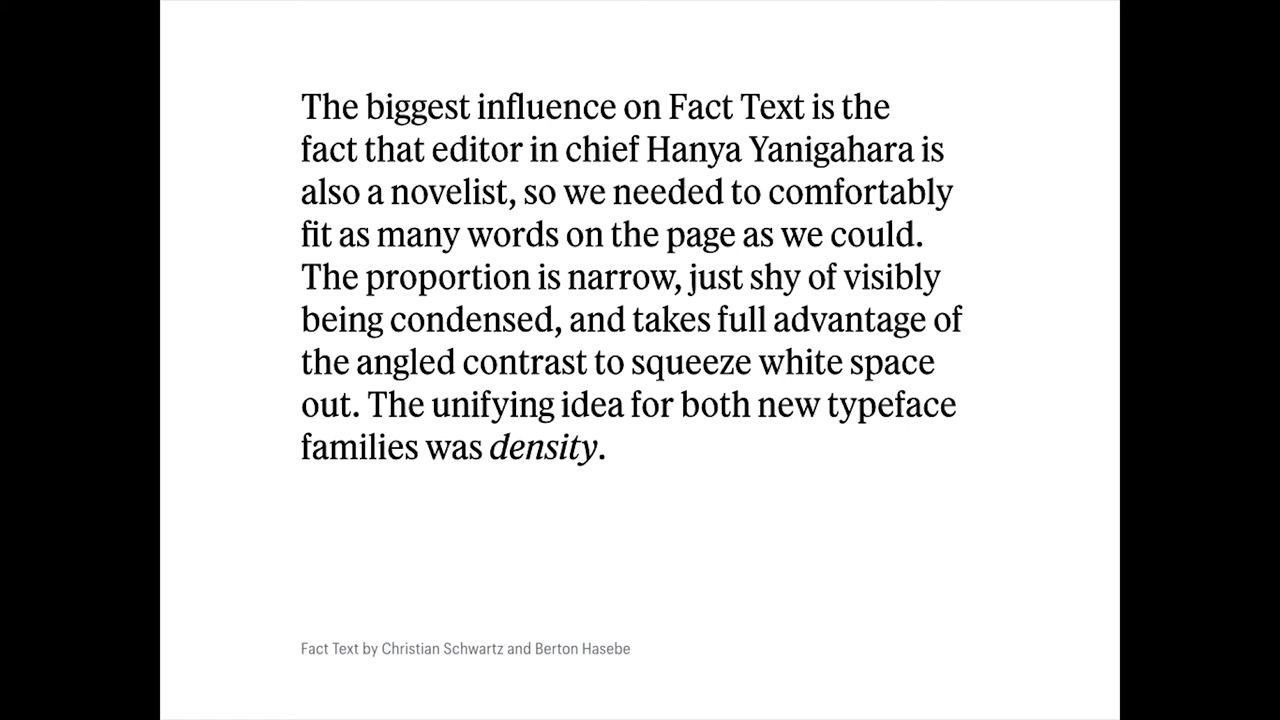 The biggest influence on Fact Text is the
fact that editor in chief Hanya Yanigahara is
also a novelist, so we needed to comfortably
fit as many words on the page as we could.
The proportion is narrow, just shy of visibly
being condensed, and takes full advantage of
the angled contrast to squeeze white space
out. The unifying idea for both new typeface
families was density.
Fact Text by Christian Schwartz and Berton Hasebe